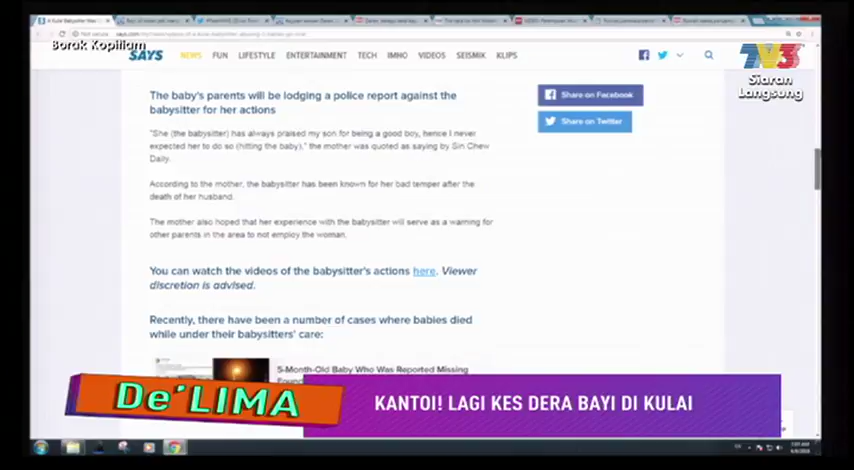 Borak Kopitiam
SAYS
NEWS FUN LIFESTYLE ENTERTAINMENT TECH IMHO VIDEOS SEISMIK KLIPS
TV3
Siaran
Langsung
The baby's parents will be lodging a police report against the
babysitter for her actions
Share on Facebook
Share on Twitter
"She (the babysitter) has always praised my son for being a good boy, hence I never
expected her to do so (hitting the baby)," the mother was quoted as saying by Sin Chew
Daily.
According to the mother, the babysitter has been known for her bad temper after the
death of her husband.
The mother also hoped that her experience with the babysitter will serve as a warning for
other parents in the area to not employ the woman.
You can watch the videos of the babysitter's actions here. Viewer
discretion is advised.
Recently, there have been a number of cases where babies died
while under their babysitters' care:
5-Month-Old Baby Who Was Reported Missing
De'LIMA
KANTOI! LAGI KES DERA BAYI DI KULAI